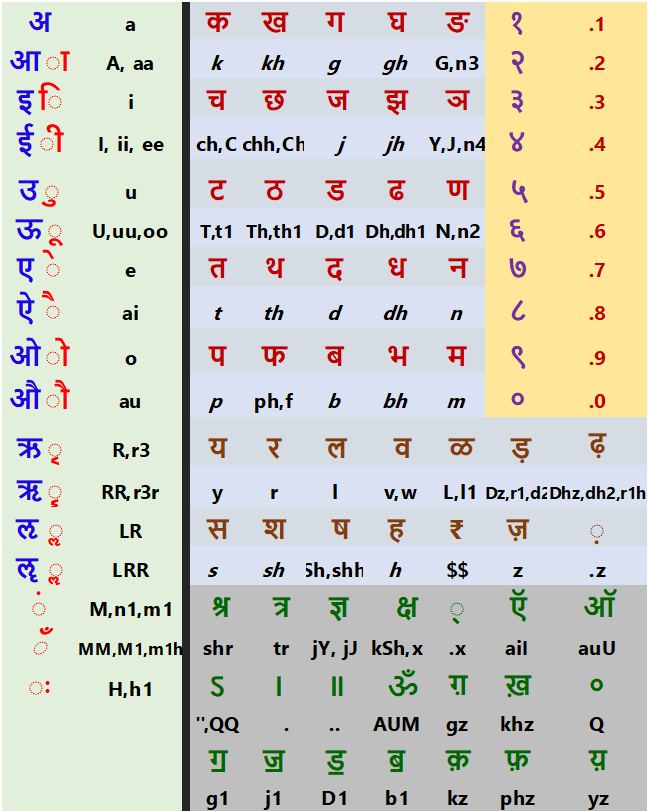 अ a क ख ग घ ङ १ .1
आ ा A, aa k kh g gh G,n3 २ .2
इ ि i च छ ज झ ञ ३ .3
ई ी I, ii, ee ch,C chh,Ch j jh Y,J,n4 ४ .4
उ ु u ट ठ ड ढ ण ५ .5
ऊ ू U,uu,oo T,t1 Th,th1 D,d1 Dh,dh1 N,n2 ६ .6
ए े e त थ द ध न ७ .7
ऐ ै ai t th d dh n ८ .8
ओ ो o प फ ब भ म ९ .9
औ ौ au p ph,f b bh m ० .0
ऋ ृ R,r3 य र ल व ळ ड़ ढ़
ॠ ॄ RR,r3r y r l v,w L,l1 Dz,r1,d2 Dhz,dh2,r1h
ऌ ॢ LR स श ष ह ₹ ज़ ़
ॡ ॣ LRR s sh Sh,shh h $$ z .z
ं M,n1,m1 श्र त्र ज्ञ क्ष ् ऍ ऑ
ँ MM,M1,m1h shr tr jY, jJ kSh,x .x aiI auU
ः H,h1 ऽ । ॥ ॐ ग़ ख़ ॰
'',QQ . .. AUM gz khz Q
ॻ ॼ ॾ ॿ क़ फ़ य़
g1 j1 D1 b1 kz phz yz